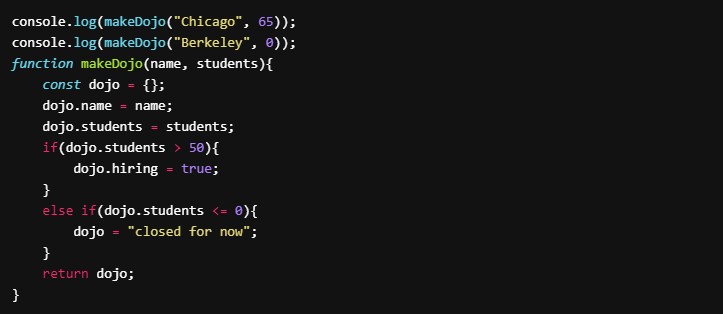 console.log(makeDojo("Chicago", 65));
console.log(makeDojo("Berkeley", 0));
function makeDojo(name, students){
    const dojo = {};
    dojo.name = name;
    dojo.students = students;
    if(dojo.students > 50){
        dojo.hiring = true;
    }
    else if(dojo.students <= 0){
        dojo = "closed for now";
    }
    return dojo;
}